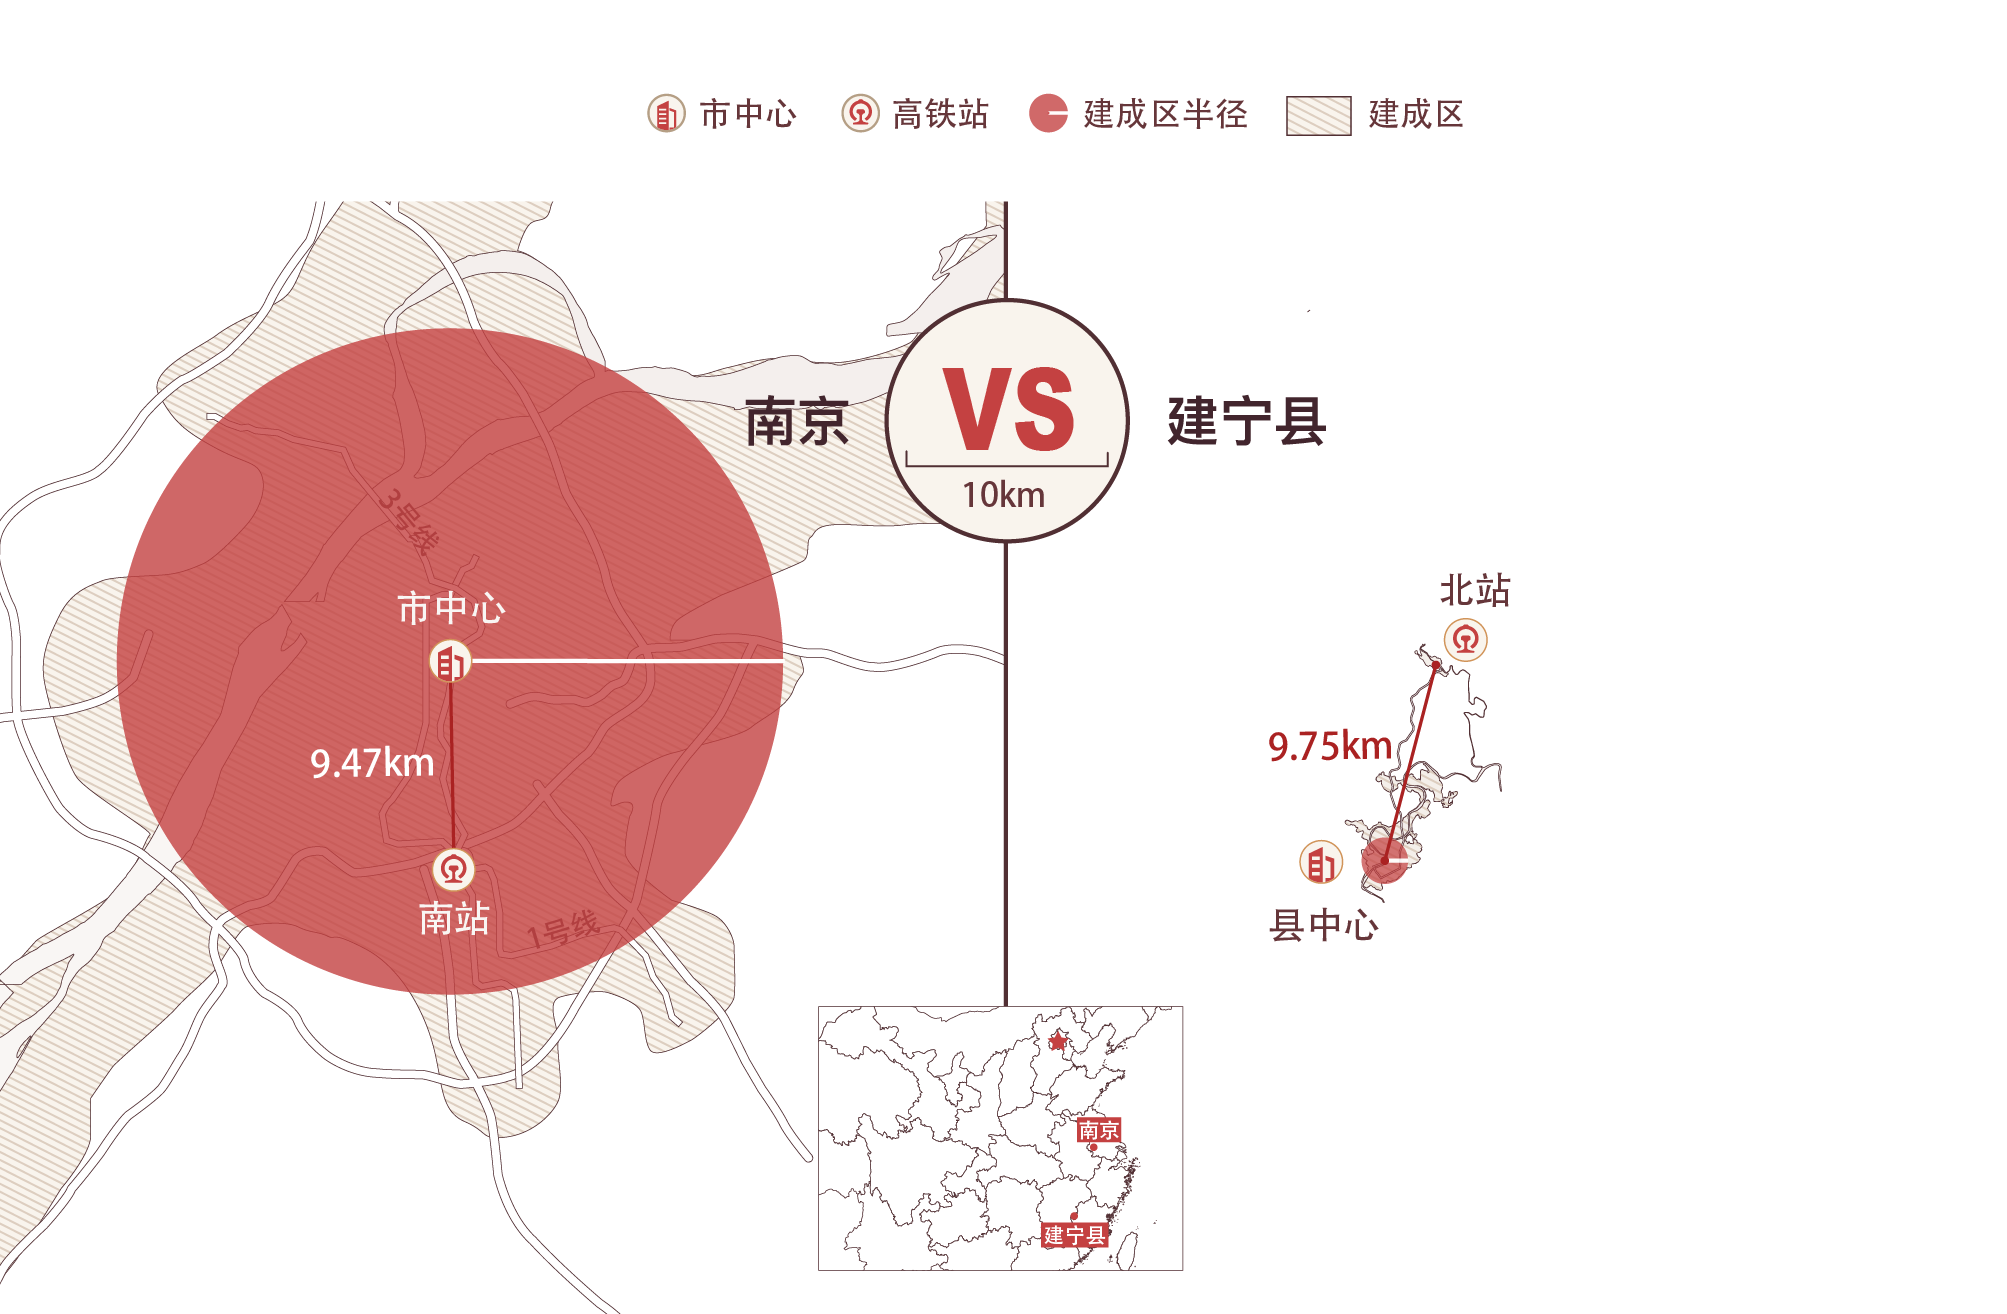 市中心 高铁站 建成区半径 建成区
南京 VS 建宁县
10km
3号线
市中心
9.47km
南站
1号线
北站
9.75km
县中心
南京
建宁县